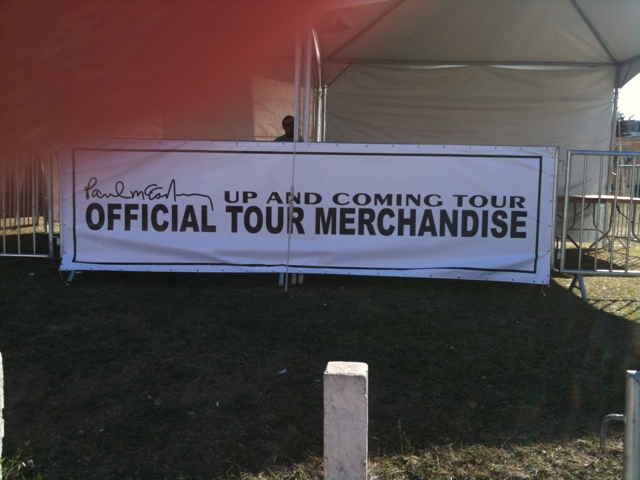 Paul McCartney UP AND COMING TOUR
OFFICIAL TOUR MERCHANDISE